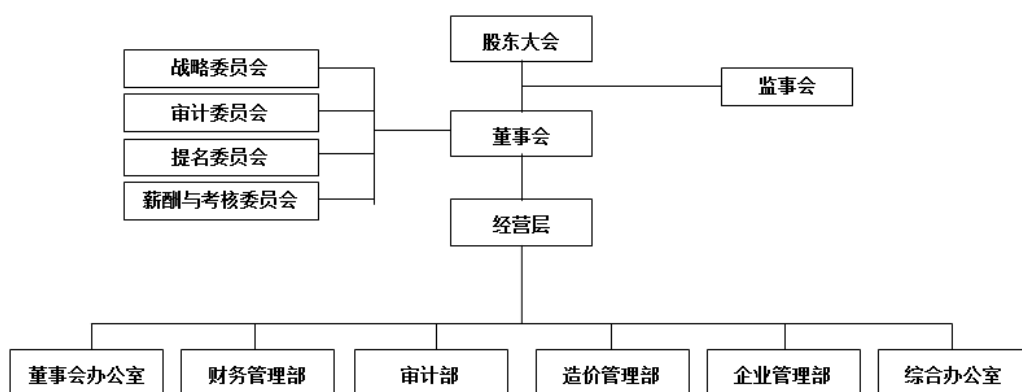 股东大会
战略委员会
监事会
审计委员会
董事会
提名委员会
薪酬与考核委员会
经营层
董事会办公室
财务管理部
审计部
造价管理部
企业管理部
综合办公室